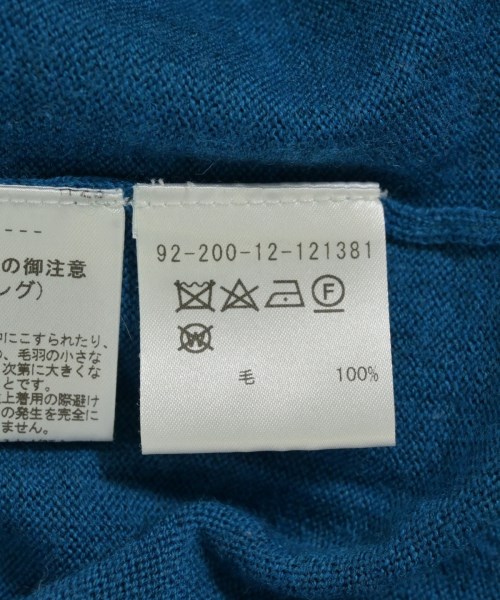 の御注意
ング）
中にこすられたり、
、毛羽の小さな
次第に大きくな
とです。
上着用の際避け
の発生を完全に
ません。
92-200-12-121381
F
W
毛 100%